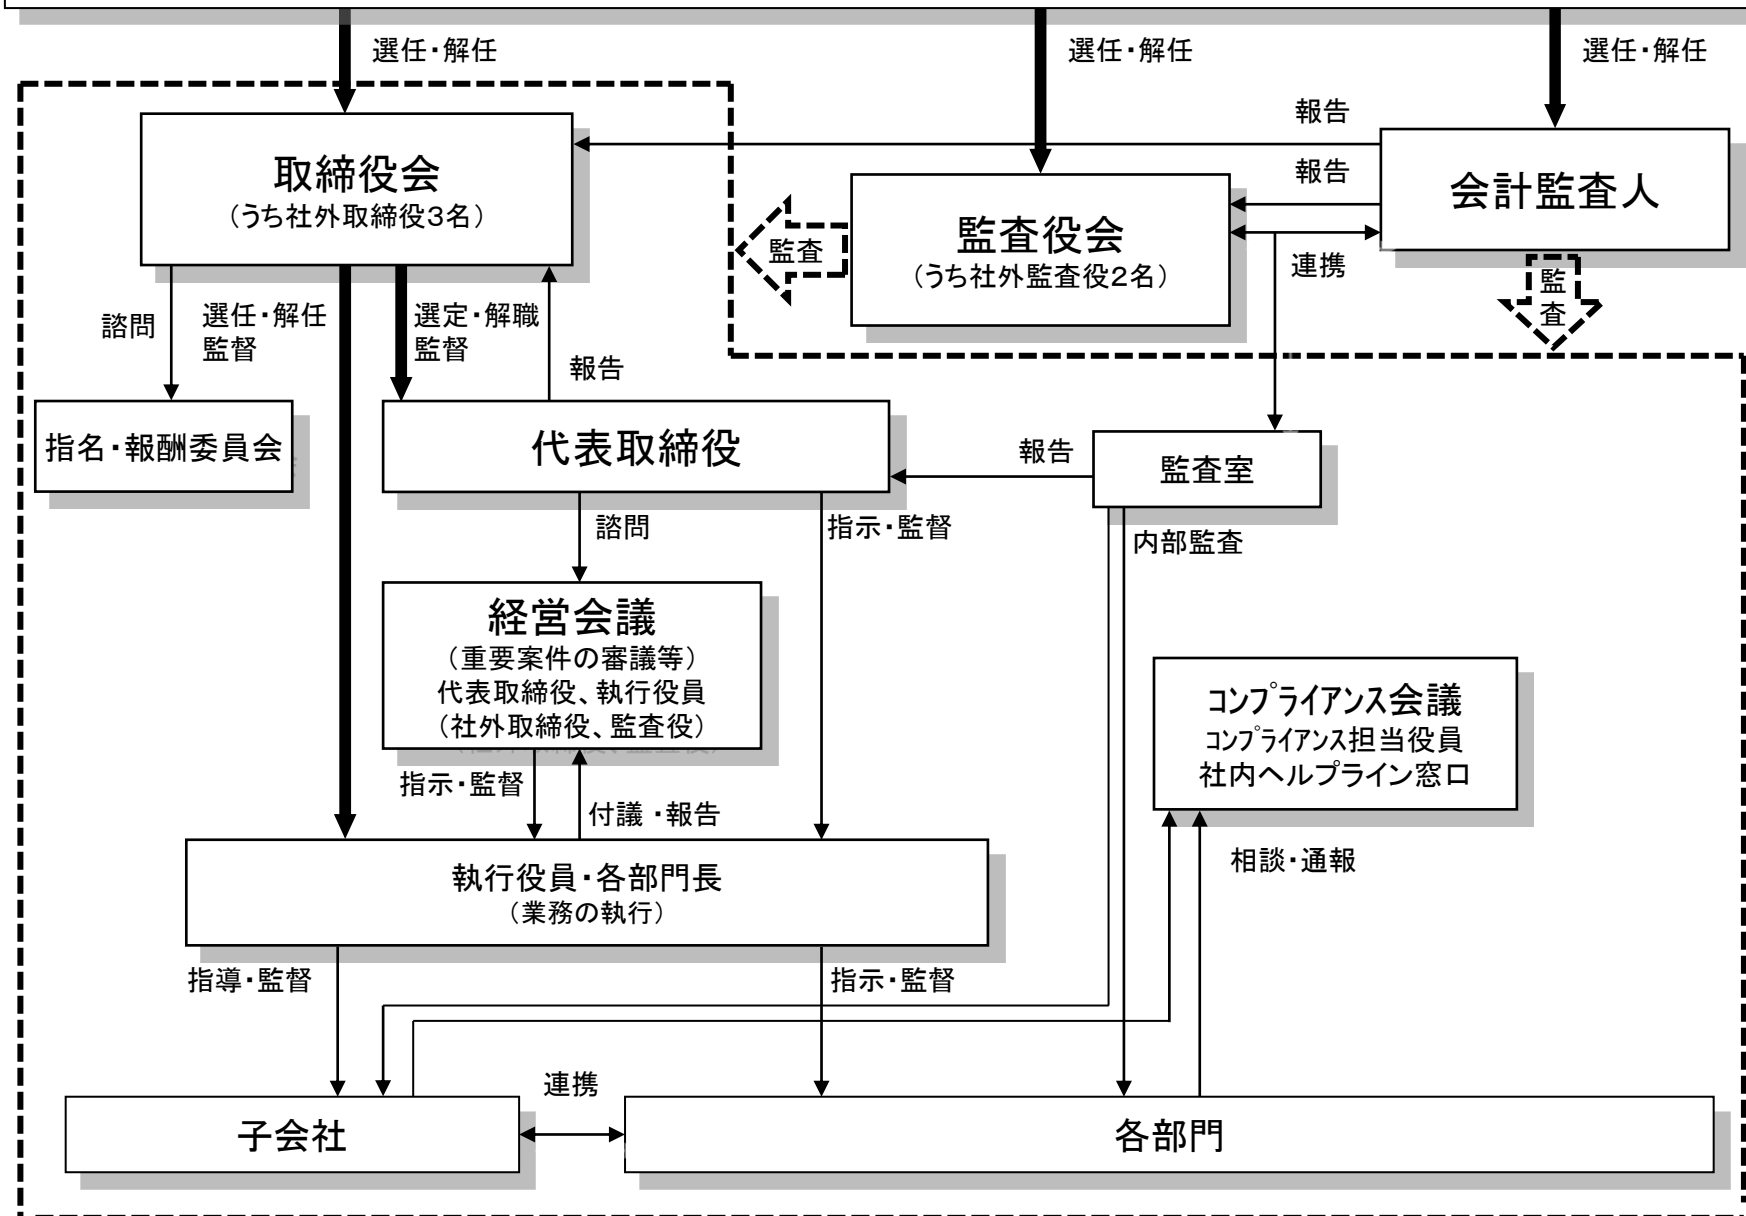 選任・解任
選任・解任
選任・解任
報告
取締役会
（うち社外取締役3名）
報告
会計監査人
監査役会
（うち社外監査役2名）
監査
連携
監
査
諮問
選任・解任
監督
選定・解職
監督
報告
指名・報酬委員会
代表取締役
報告
監査室
諮問
指示・監督
内部監査
経営会議
（重要案件の審議等）
代表取締役、執行役員
（社外取締役、監査役）
コンプライアンス会議
コンプライアンス担当役員
社内ヘルプライン窓口
指示・監督
付議・報告
相談・通報
執行役員・各部門長
（業務の執行）
指導・監督
指示・監督
連携
子会社
各部門